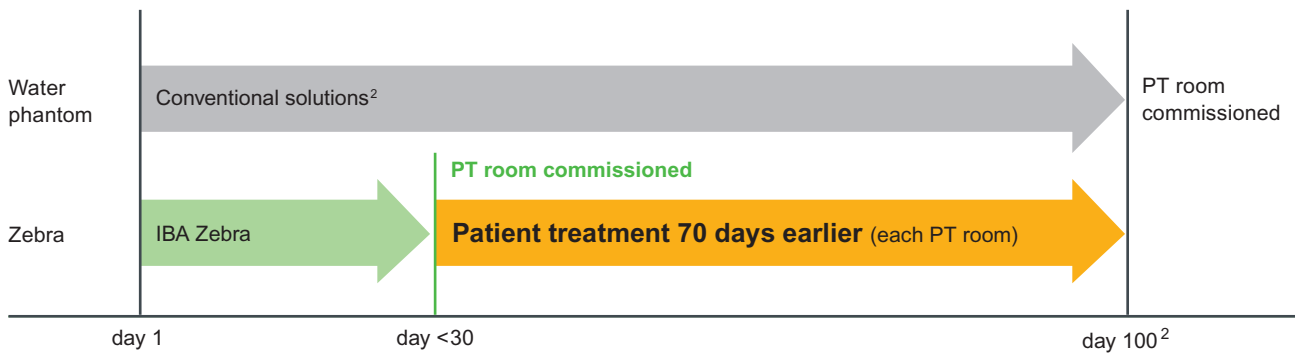 Water
phantom
Conventional solutions²
PT room
commissioned
PT room commissioned
Zebra
IBA Zebra
Patient treatment 70 days earlier (each PT room)
day 1
day <30
day 100²